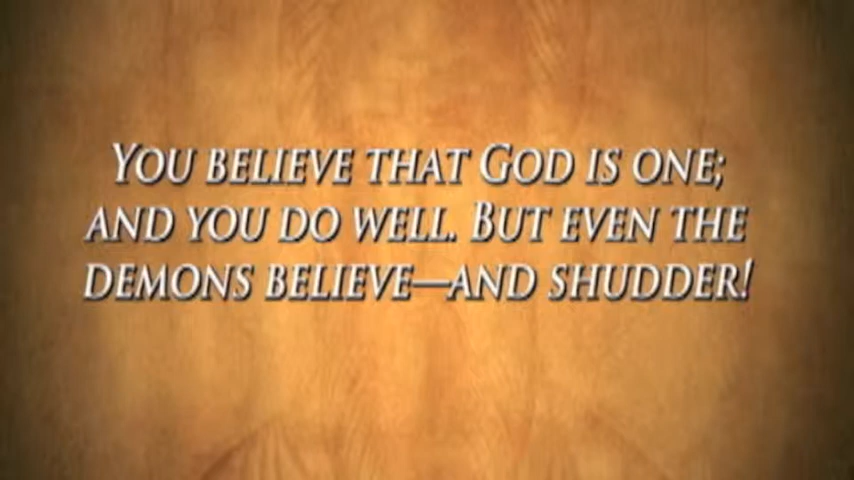 You believe that God is one;
and you do well. But even the
demons believe—and shudder!